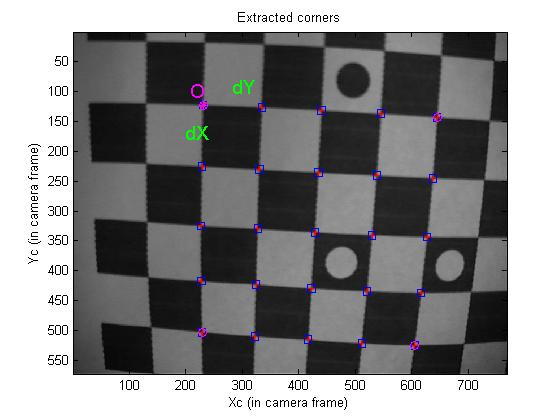 Extracted corners
50
100
150
200
250
300
350
400
450
500
550
O
dY
dX
Yc (in camera frame)
100 200 300 400 500 600 700
Xc (in camera frame)